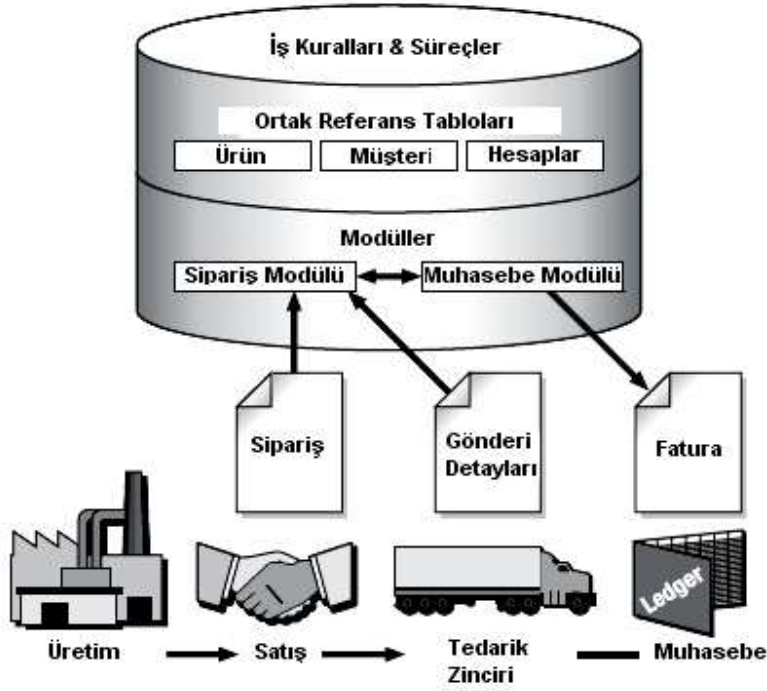 İş Kuralları & Süreçler
Ortak Referans Tabloları
Ürün
Müşteri
Hesaplar
Modüller
Sipariş Modülü
Muhasebe Modülü
Sipariş
Gönderi
Detayları
Fatura
Ledger
Üretim
Satış
Tedarik
Zinciri
Muhasebe